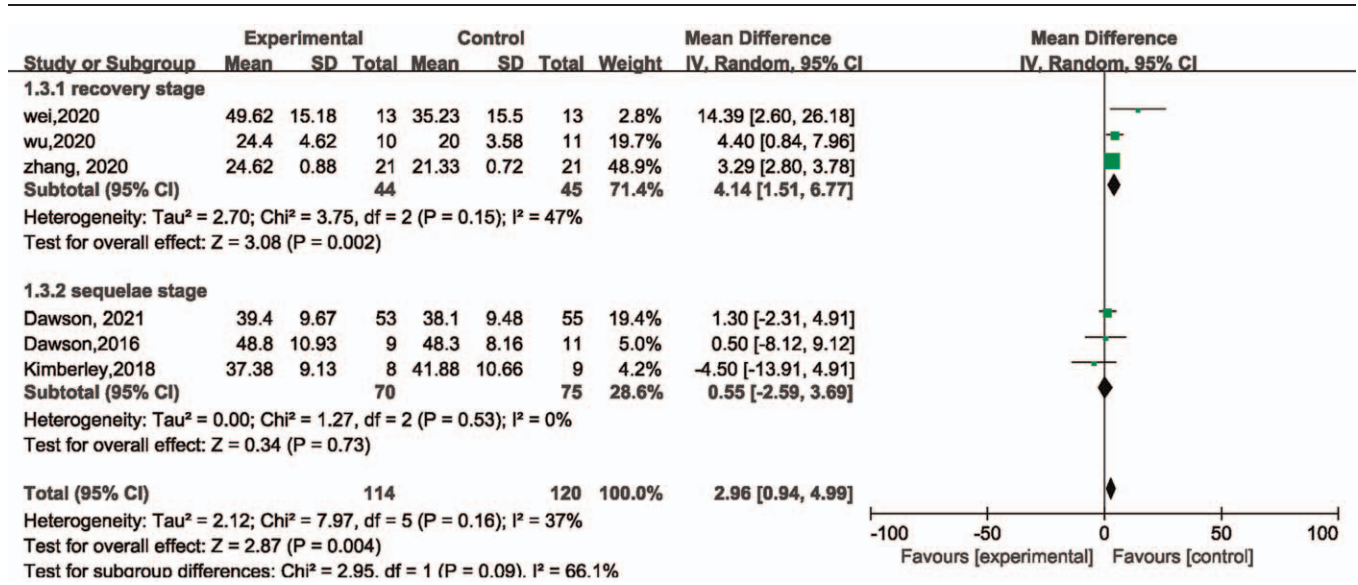 Experimental Control Mean Difference Mean Difference
Study or Subgroup Mean SD Total Mean SD Total Weight IV, Random, 95% CI IV, Random, 95% CI
1.3.1 recovery stage
wei,2020 49.62 15.18 13 35.23 15.5 13 2.8% 14.39 [2.60, 26.18]
wu,2020 24.4 4.62 10 20 3.58 11 19.7% 4.40 [0.84, 7.96]
zhang, 2020 24.62 0.88 21 21.33 0.72 21 48.9% 3.29 [2.80, 3.78]
Subtotal (95% CI) 44 45 71.4% 4.14 [1.51, 6.77]
Heterogeneity: Tau² = 2.70; Chi² = 3.75, df = 2 (P = 0.15); I² = 47%
Test for overall effect: Z = 3.08 (P = 0.002)
1.3.2 sequelae stage
Dawson, 2021 39.4 9.67 53 38.1 9.48 55 19.4% 1.30 [-2.31, 4.91]
Dawson,2016 48.8 10.93 9 48.3 8.16 11 5.0% 0.50 [-8.12, 9.12]
Kimberley,2018 37.38 9.13 8 41.88 10.66 9 4.2% -4.50 [-13.91, 4.91]
Subtotal (95% CI) 70 75 28.6% 0.55 [-2.59, 3.69]
Heterogeneity: Tau² = 0.00; Chi² = 1.27, df = 2 (P = 0.53); I² = 0%
Test for overall effect: Z = 0.34 (P = 0.73)
Total (95% CI) 114 120 100.0% 2.96 [0.94, 4.99]
Heterogeneity: Tau² = 2.12; Chi² = 7.97, df = 5 (P = 0.16); I² = 37%
Test for overall effect: Z = 2.87 (P = 0.004)
Test for subgroup differences: Chi² = 2.95, df = 1 (P = 0.09), I² = 66.1%
-100 -50 0 50 100
Favours [experimental] Favours [control]